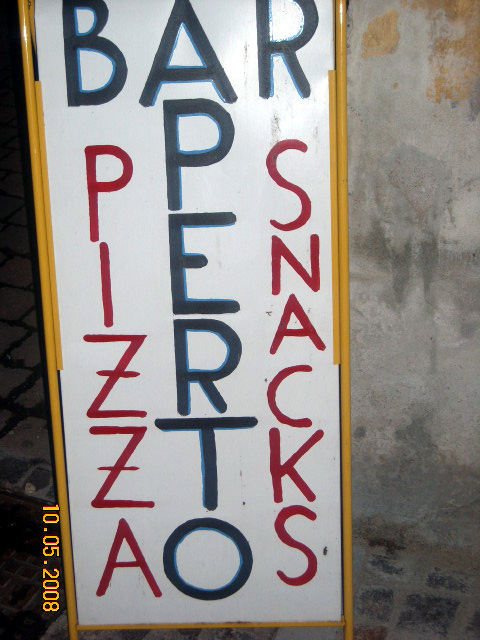 BAR
APERTO
PIZZA
SNACKS
10.05.2008